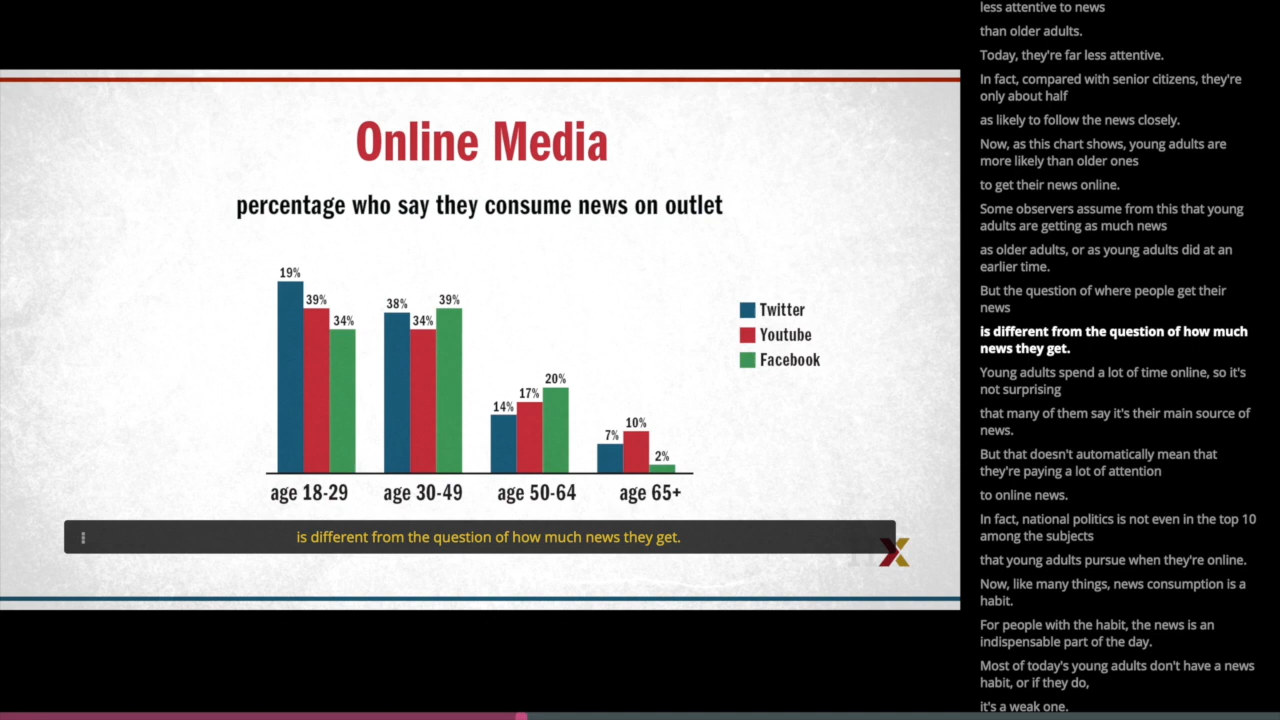 Online Media
percentage who say they consume news on outlet
19%
39%
34%
38%
34%
39%
14%
17%
20%
7%
10%
2%
Twitter
Youtube
Facebook
age 18-29
age 30-49
age 50-64
age 65+
is different from the question of how much news they get.
X
less attentive to news
than older adults.
Today, they're far less attentive.
In fact, compared with senior citizens, they're
only about half
as likely to follow the news closely.
Now, as this chart shows, young adults are
more likely than older ones
to get their news online.
Some observers assume from this that young
adults are getting as much news
as older adults, or as young adults did at an
earlier time.
But the question of where people get their
news
is different from the question of how much
news they get.
Young adults spend a lot of time online, so it's
not surprising
that many of them say it's their main source of
news.
But that doesn't automatically mean that
they're paying a lot of attention
to online news.
In fact, national politics is not even in the top 10
among the subjects
that young adults pursue when they're online.
Now, like many things, news consumption is a
habit.
For people with the habit, the news is an
indispensable part of the day.
Most of today's young adults don't have a news
habit, or if they do,
it's a weak one.